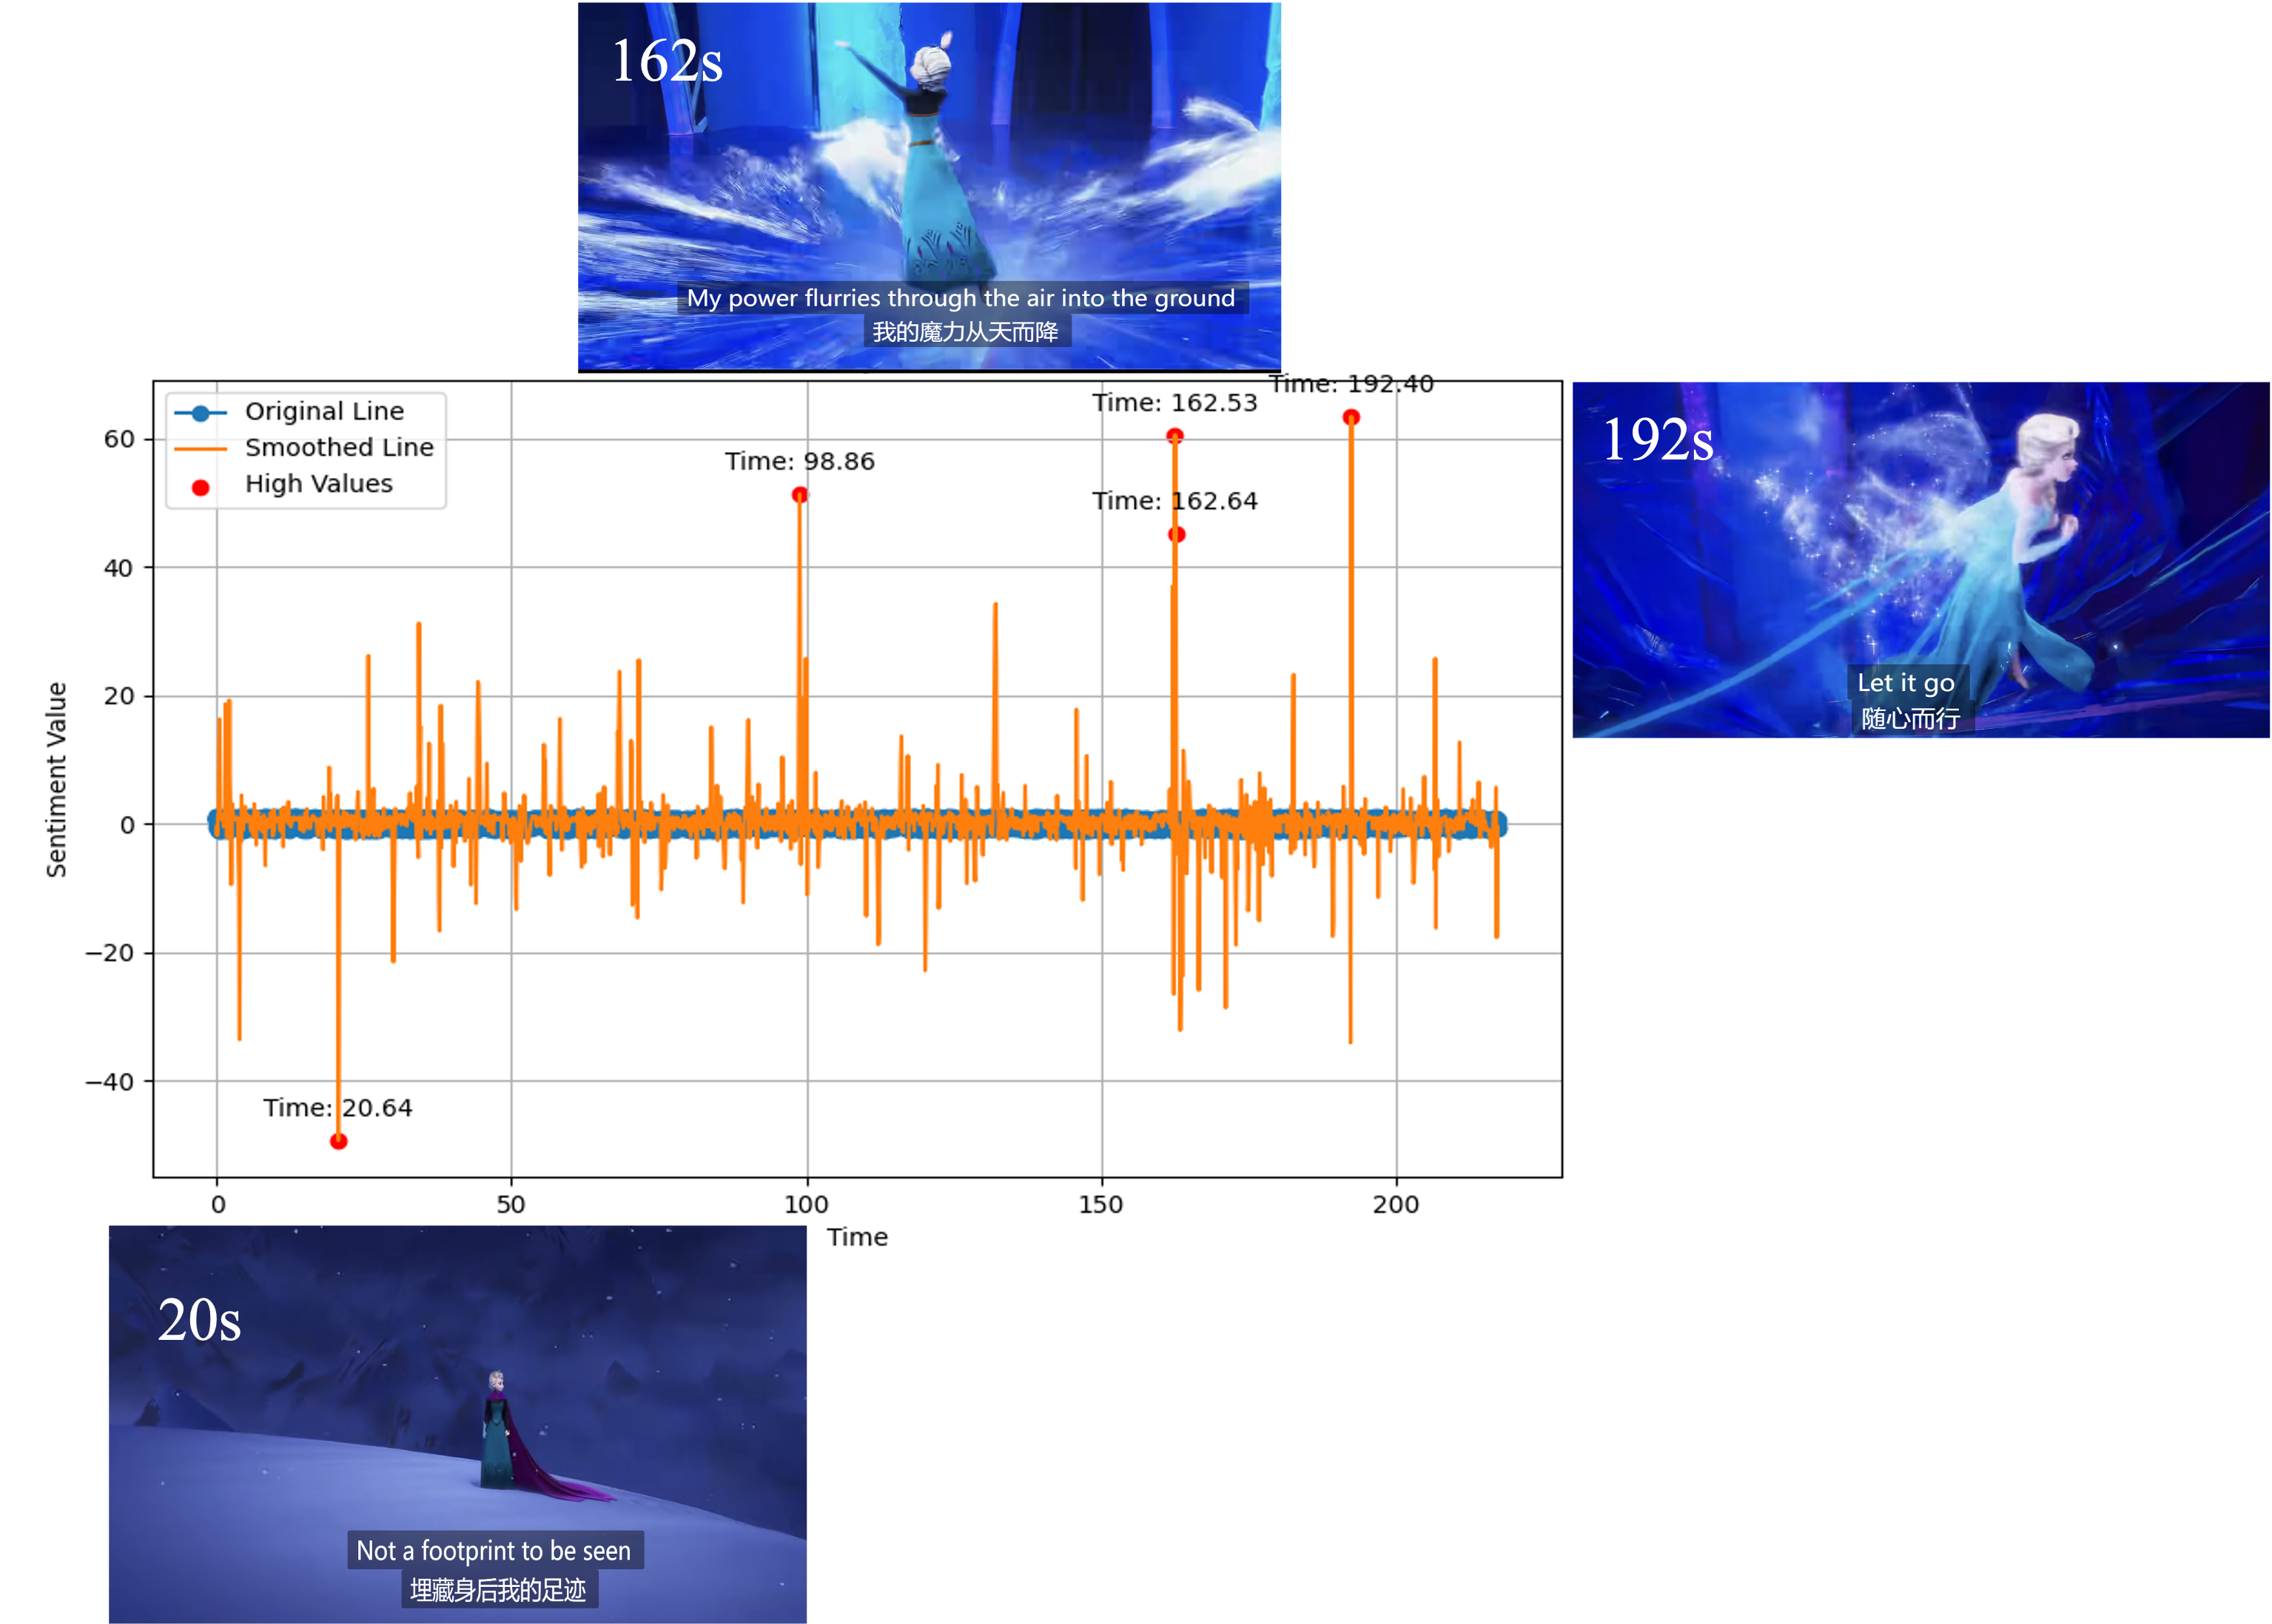 162s
My power flurries through the air into the ground
我的魔力从天而降
Original Line
Smoothed Line
High Values
Time: 192.40
Time: 162.53
Time: 98.86
Time: 162.64
Time: 20.64
60
40
20
0
−20
−40
Sentiment Value
0
50
100
150
200
Time
192s
Let it go
随心而行
20s
Not a footprint to be seen
埋藏身后我的足迹